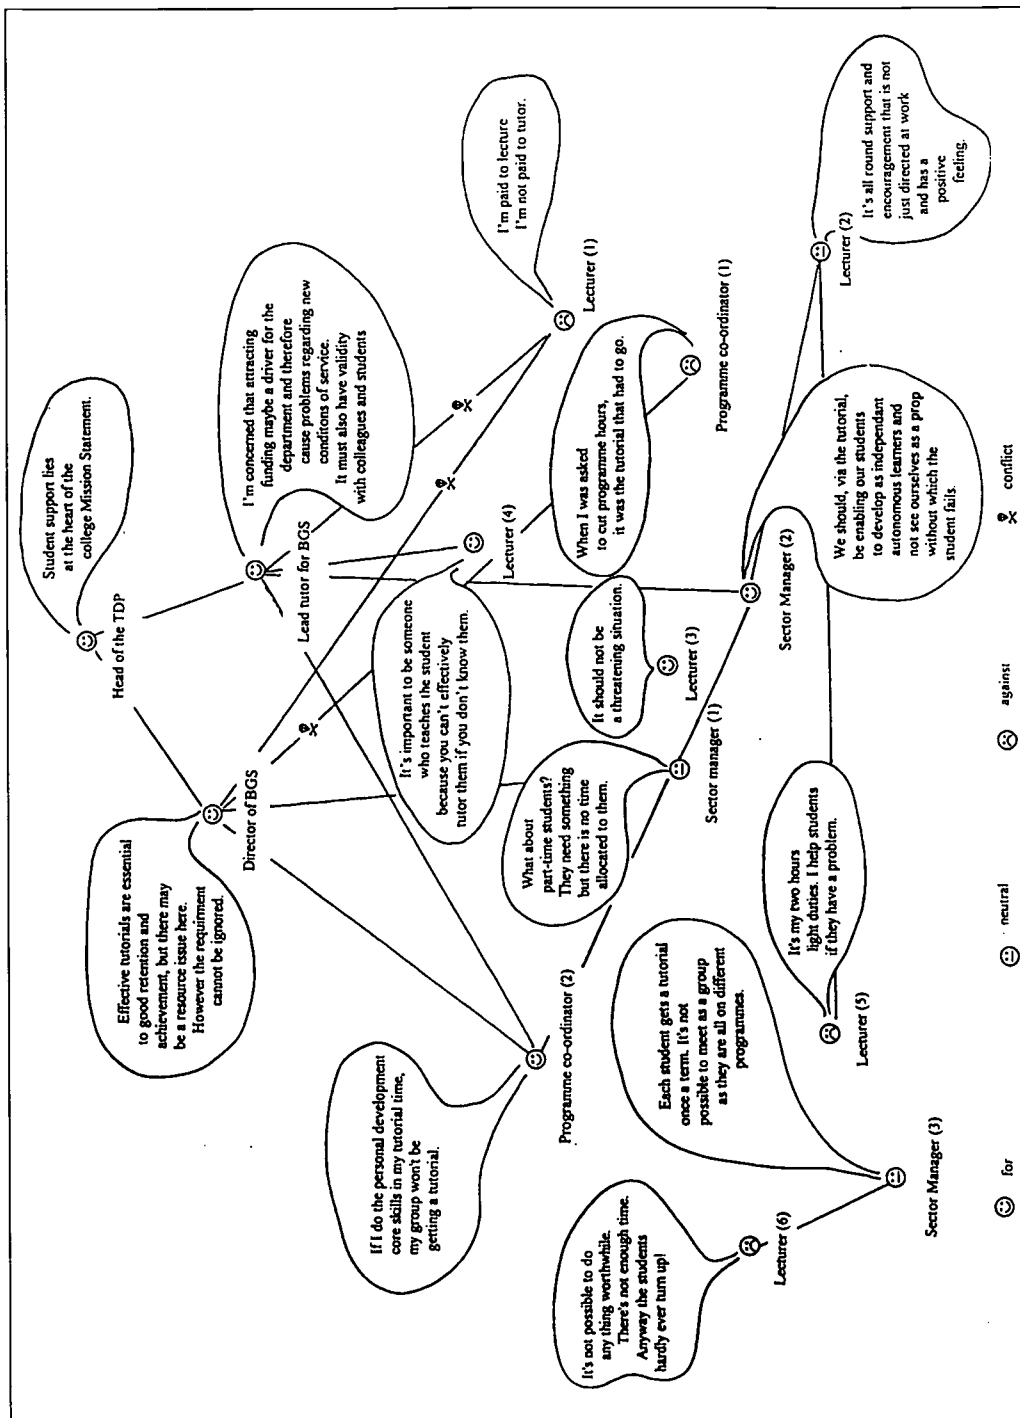 Student support ties
at the heart of the
college Mission Statement.
Head of the TDP
Effective tutorials are essential
to good retention and
achievement, but there may
be a resource issue here.
However the requirment
cannot be ignored.
Director of BGS
I'm concerned that attracting
funding maybe a driver for the
department and therefore
cause problems regarding new
conditons of service.
It must also have validity
with colleagues and students
Lead tutor for BGS
I'm paid to lecture
I'm not paid to tutor.
Lecturer (1)
It's important to be someone
who teaches the student
because you can't effectively
tutor them if you don't know them.
Lecturer (4)
If I do the personal development
core skills in my tutorial time,
my group won't be
getting a tutorial.
Programme co-ordinator (2)
What about
part-time students?
They need something
but there is no time
allocated to them.
Sector manager (1)
It should not be
a threatening situation.
Lecturer (3)
When I was asked
to cut programme hours,
it was the tutorial that had to go.
Programme co-ordinator (1)
It's not possible to do
any thing worthwhile.
There's not enough time.
Anyway the students
hardly ever turn up!
Lecturer (6)
Each student gets a tutorial
once a term. It's not
possible to meet as a group
as they are all on different
programmes.
Sector Manager (3)
It's my two hours
light duties. I help students
if they have a problem.
Lecturer (5)
We should, via the tutorial,
be enabling our students
to develop as independant
autonomous learners and
not see ourselves as a prop
without which the
student fails.
Sector Manager (2)
It's all round support and
encouragement that is not
just directed at work
and has a
positive
feeling.
Lecturer (2)
for
neutral
against
conflict